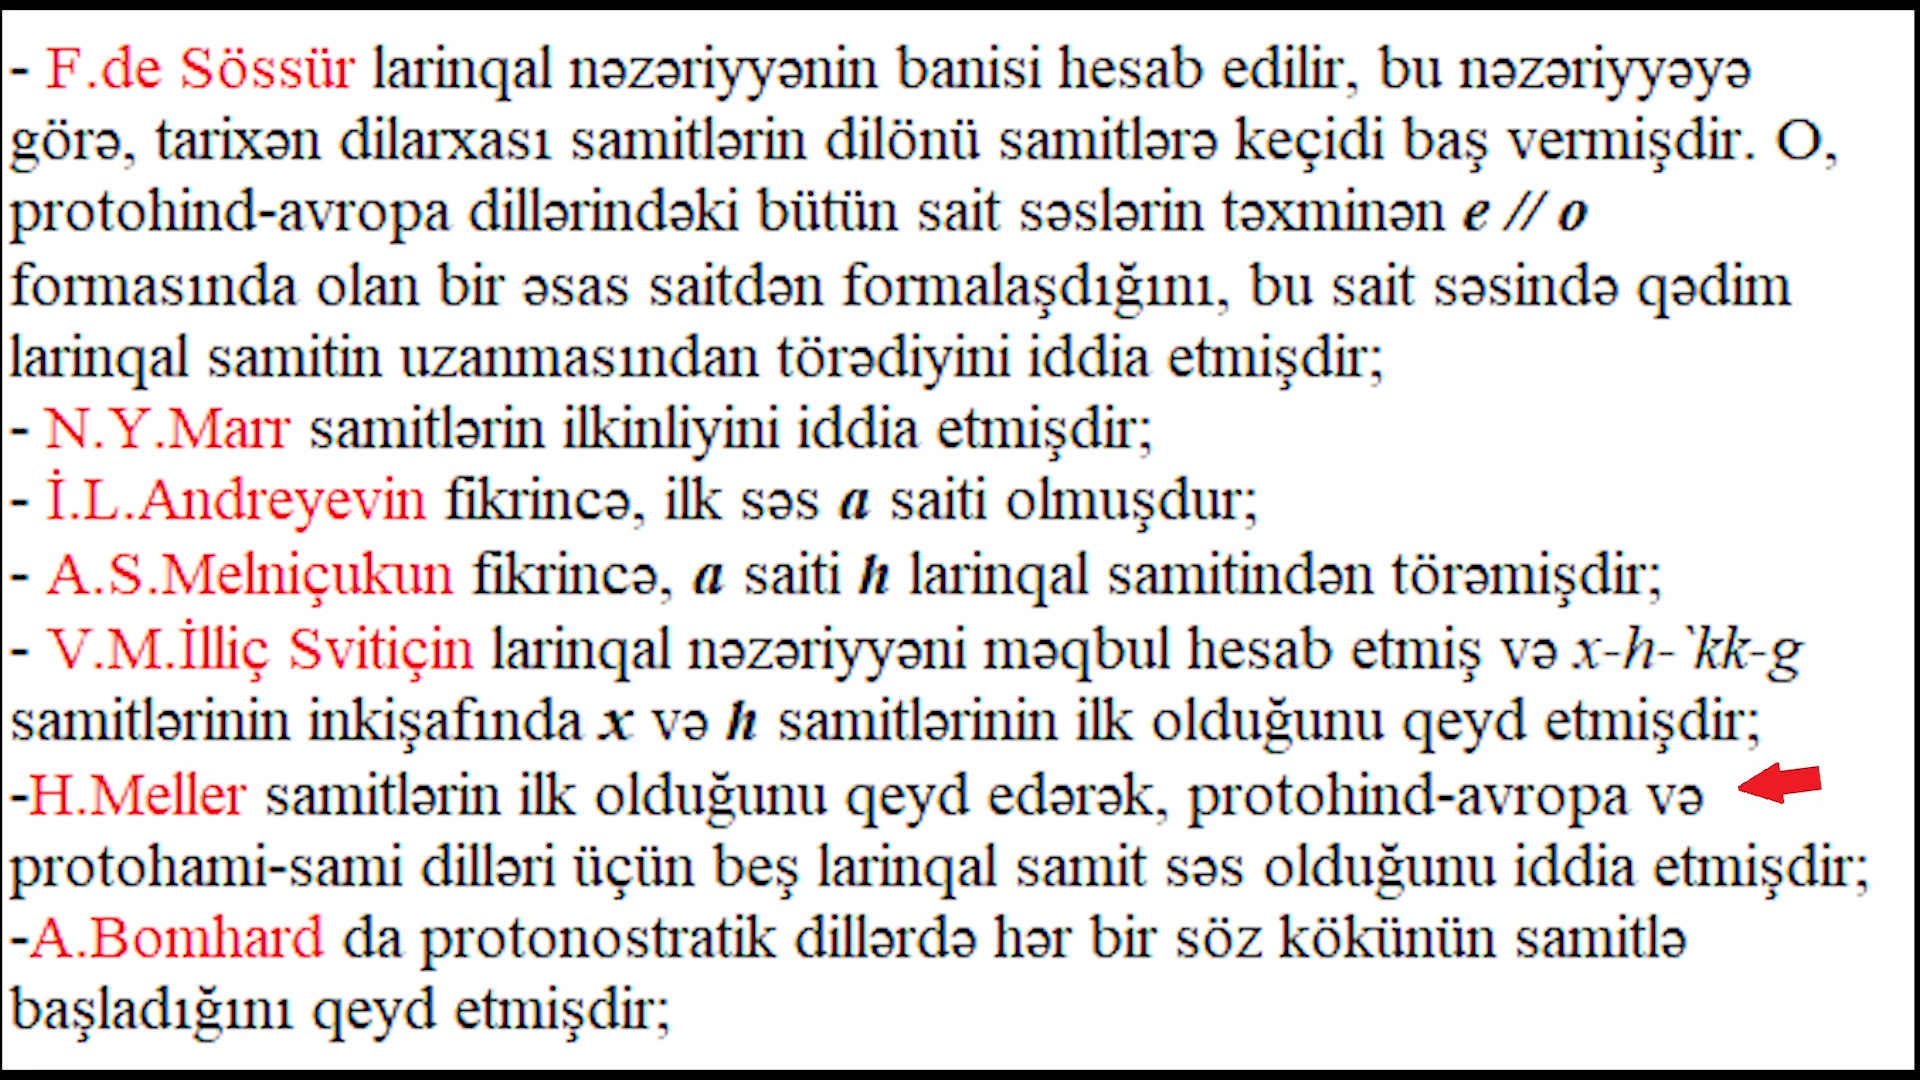 - F.de Sössür larinqal nəzəriyyənin banisi hesab edilir, bu nəzəriyyəyə
görə, tarixən dilarxası samitlərin dilönü samitlərə keçidi baş vermişdir. O,
protohind-avropa dillərindəki bütün sait səslərin təxminən e // o
formasında olan bir əsas saitdən formalaşdığını, bu sait səsində qədim
larinqal samitin uzanmasından törədiyini iddia etmişdir;
- N.Y.Marr samitlərin ilkinliyini iddia etmişdir;
- İ.L.Andreyevin fikrincə, ilk səs a saiti olmuşdur;
- A.S.Melniçukun fikrincə, a saiti h larinqal samitindən törəmişdir;
- V.M.İlliç Svitiçin larinqal nəzəriyyəni məqbul hesab etmiş və x-h-`kk-g
samitlərinin inkişafında x və h samitlərinin ilk olduğunu qeyd etmişdir;
-H.Meller samitlərin ilk olduğunu qeyd edərək, protohind-avropa və
protohami-sami dilləri üçün beş larinqal samit səs olduğunu iddia etmişdir;
-A.Bomhard da protonostratik dillərdə hər bir söz kökünün samitlə
başladığını qeyd etmişdir;